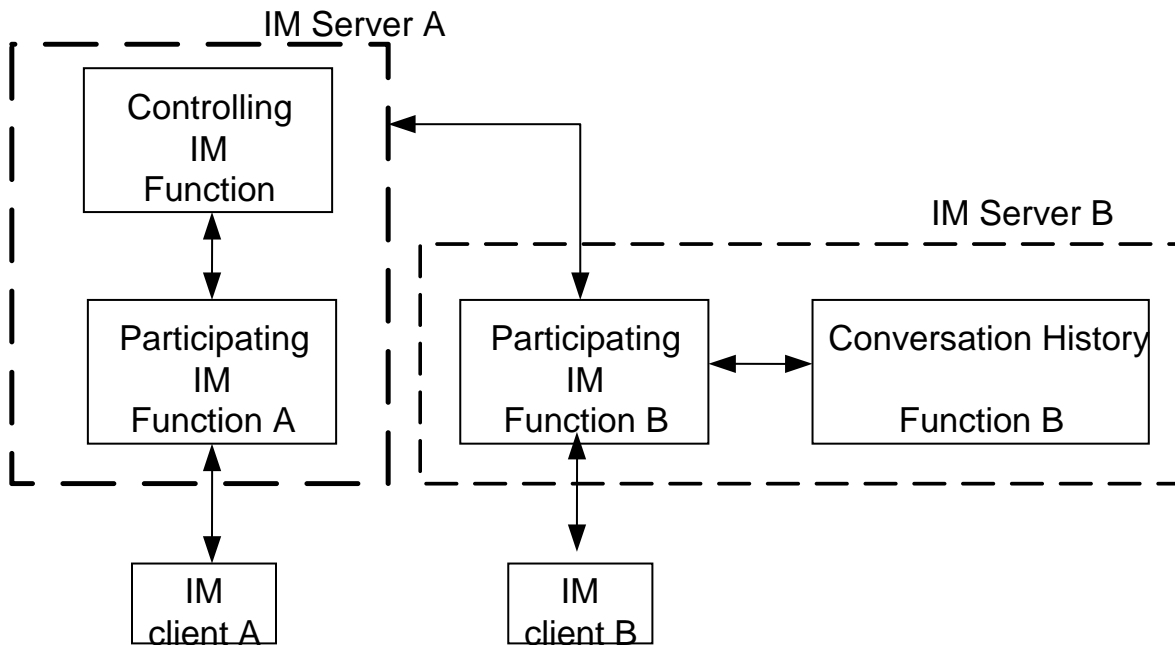 IM Server A
Controlling
IM
Function
IM Server B
Participating
IM
Function A
Participating
IM
Function B
Conversation History
Function B
IM
client A
IM
client B